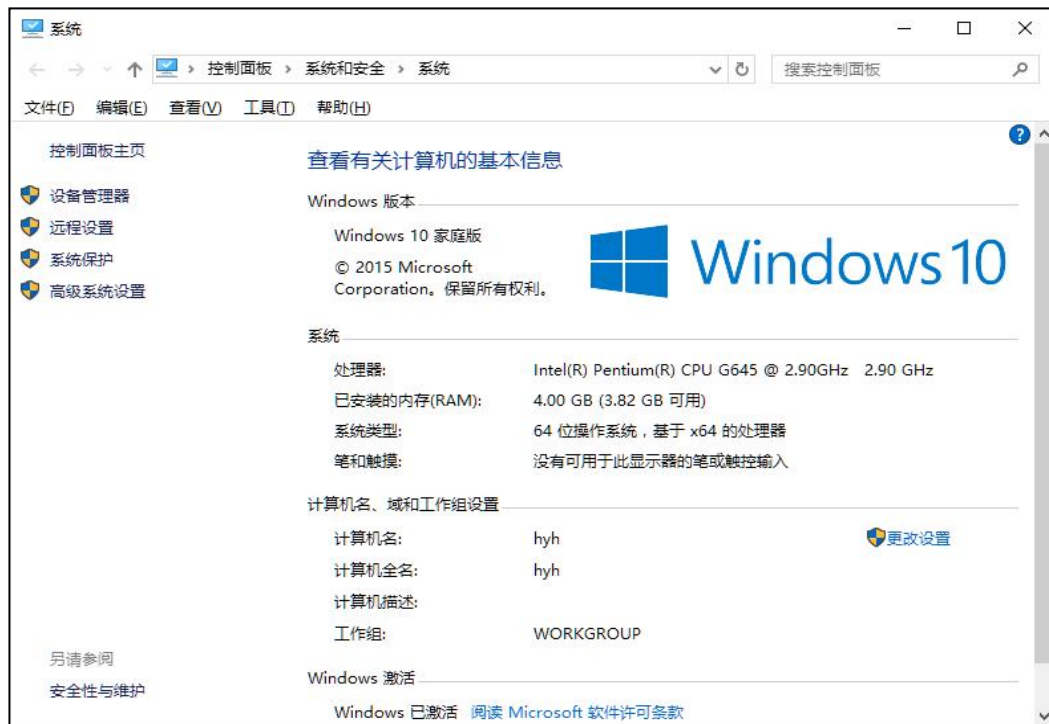 系统
控制面板 › 系统和安全 › 系统
搜索控制面板
文件(F) 编辑(E) 查看(V) 工具(T) 帮助(H)
控制面板主页
设备管理器
远程设置
系统保护
高级系统设置
另请参阅
安全性与维护
查看有关计算机的基本信息
Windows 版本
Windows 10 家庭版
© 2015 Microsoft
Corporation。保留所有权利。
Windows 10
系统
处理器: Intel(R) Pentium(R) CPU G645 @ 2.90GHz 2.90 GHz
已安装的内存(RAM): 4.00 GB (3.82 GB 可用)
系统类型: 64 位操作系统，基于 x64 的处理器
笔和触摸: 没有可用于此显示器的笔或触控输入
计算机名、域和工作组设置
计算机名: hyh 更改设置
计算机全名: hyh
计算机描述:
工作组: WORKGROUP
Windows 激活
Windows 已激活 阅读 Microsoft 软件许可条款